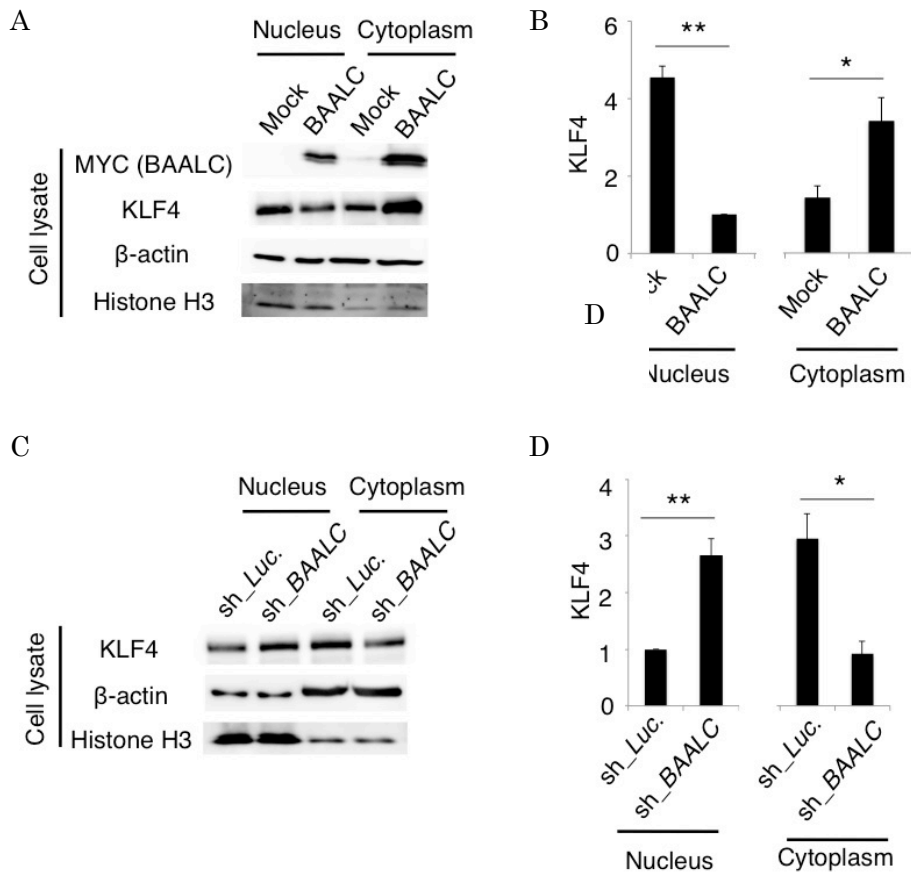 A
Nucleus Cytoplasm
Mock BAALC Mock BAALC
MYC (BAALC)
KLF4
β-actin
Histone H3
Cell lysate
B
6
4
2
0
KLF4
**
*
ck BAALC Mock BAALC
D
Nucleus Cytoplasm
C
Nucleus Cytoplasm
sh_Luc. sh_BAALC sh_Luc. sh_BAALC
KLF4
β-actin
Histone H3
Cell lysate
D
4
3
2
1
0
KLF4
**
*
sh_Luc. sh_BAALC sh_Luc. sh_BAALC
Nucleus Cytoplasm